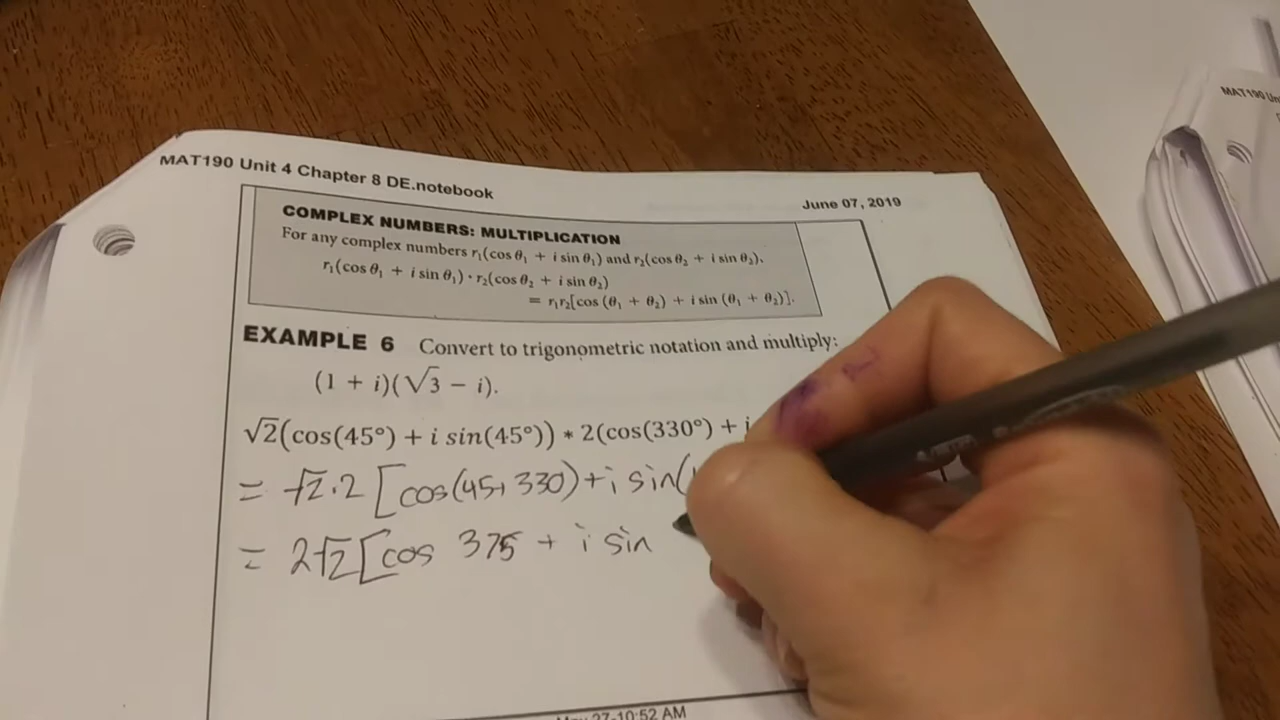 MAT190 Unit 4 Chapter 8 DE.notebook
June 07, 2019
MAT190 Un
COMPLEX NUMBERS: MULTIPLICATION
For any complex numbers r₁(cos θ₁ + i sin θ₁) and r₂(cos θ₂ + i sin θ₂),
r₁(cos θ₁ + i sin θ₁) · r₂(cos θ₂ + i sin θ₂)
= r₁r₂[cos (θ₁ + θ₂) + i sin (θ₁ + θ₂)].
EXAMPLE 6 Convert to trigonometric notation and multiply:
(1 + i)(√3 − i).
√2(cos(45°) + i sin(45°)) ∗ 2(cos(330°) + i
= √2·2 [cos(45+330)+i sin(
= 2√2[cos 375 + i sin
27-10:52 AM